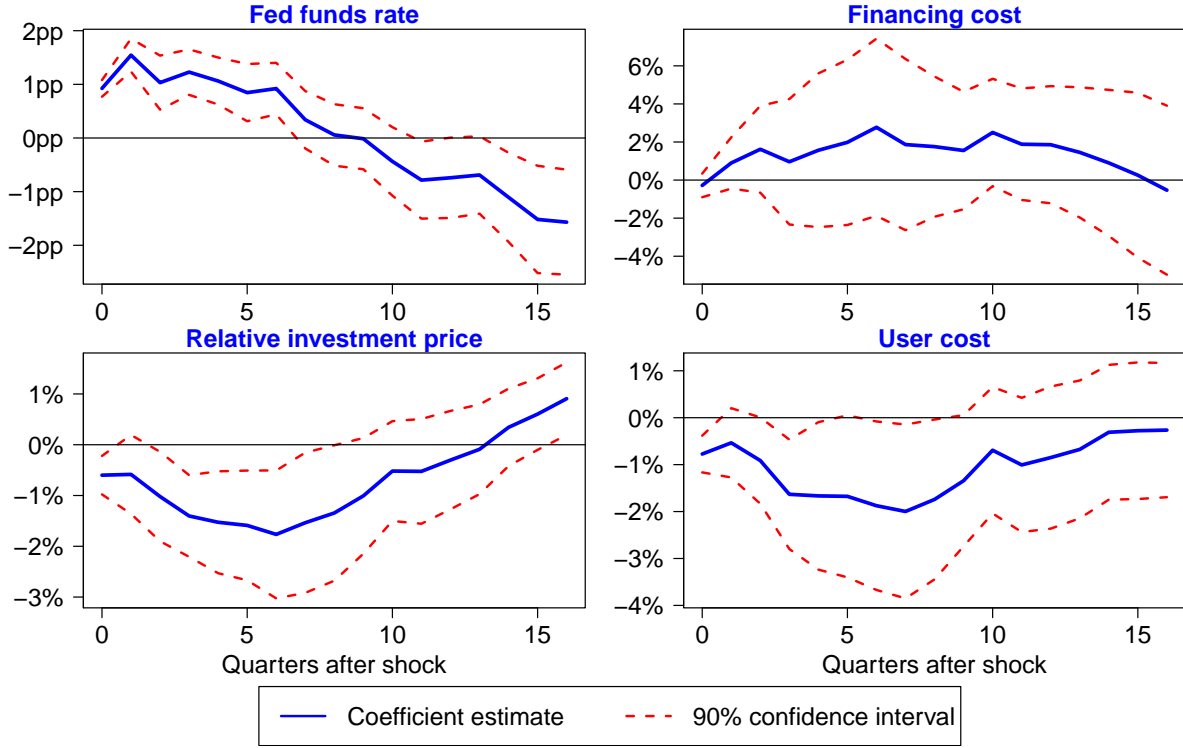 Fed funds rate
2pp
1pp
0pp
−1pp
−2pp
0 5 10 15
Financing cost
6%
4%
2%
0%
−2%
−4%
0 5 10 15
Relative investment price
1%
0%
−1%
−2%
−3%
0 5 10 15
Quarters after shock
User cost
1%
0%
−1%
−2%
−3%
−4%
0 5 10 15
Quarters after shock
Coefficient estimate 90% confidence interval